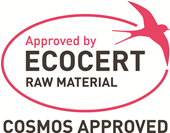 Approved by
ECOCERT
RAW MATERIAL
COSMOS APPROVED